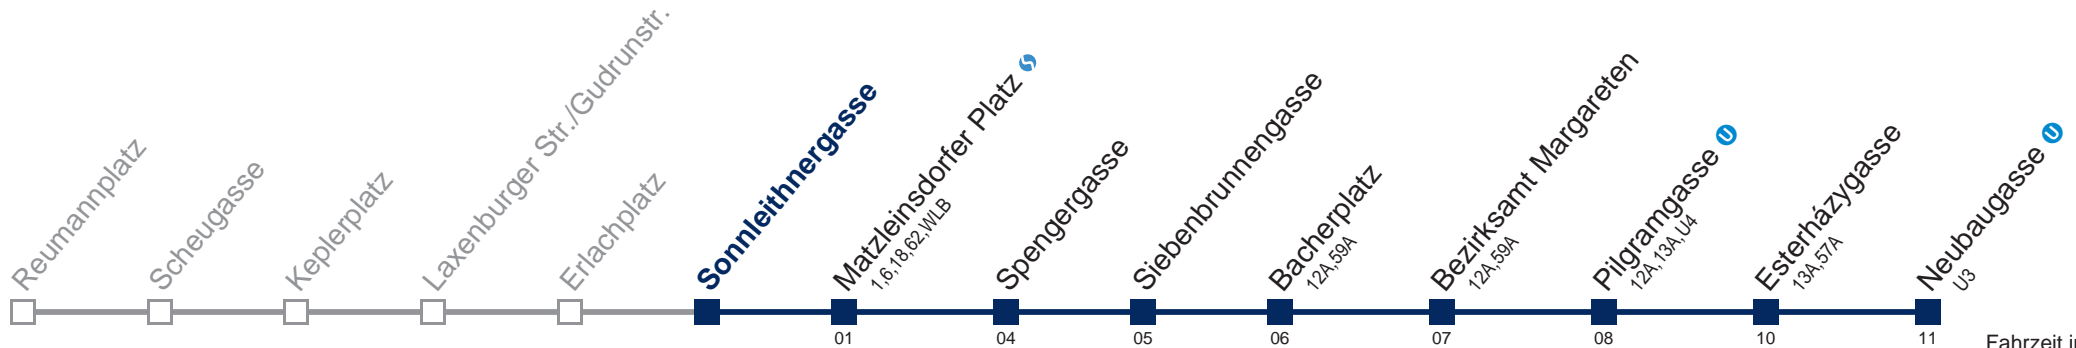 Reumannplatz
Scheugasse
Keplerplatz
Laxenburger Str./Gudrunstr.
Erlachplatz
Sonnleithnergasse
Matzleinsdorfer Platz S
1,6,18,62,WLB
Spengergasse
Siebenbrunnengasse
Bacherplatz
12A,59A
Bezirksamt Margareten
12A,59A
Pilgramgasse U
12A,13A,U4
Esterházygasse
13A,57A
Neubaugasse U
U3
01 04 05 06 07 08 10 11
Fahrzeit